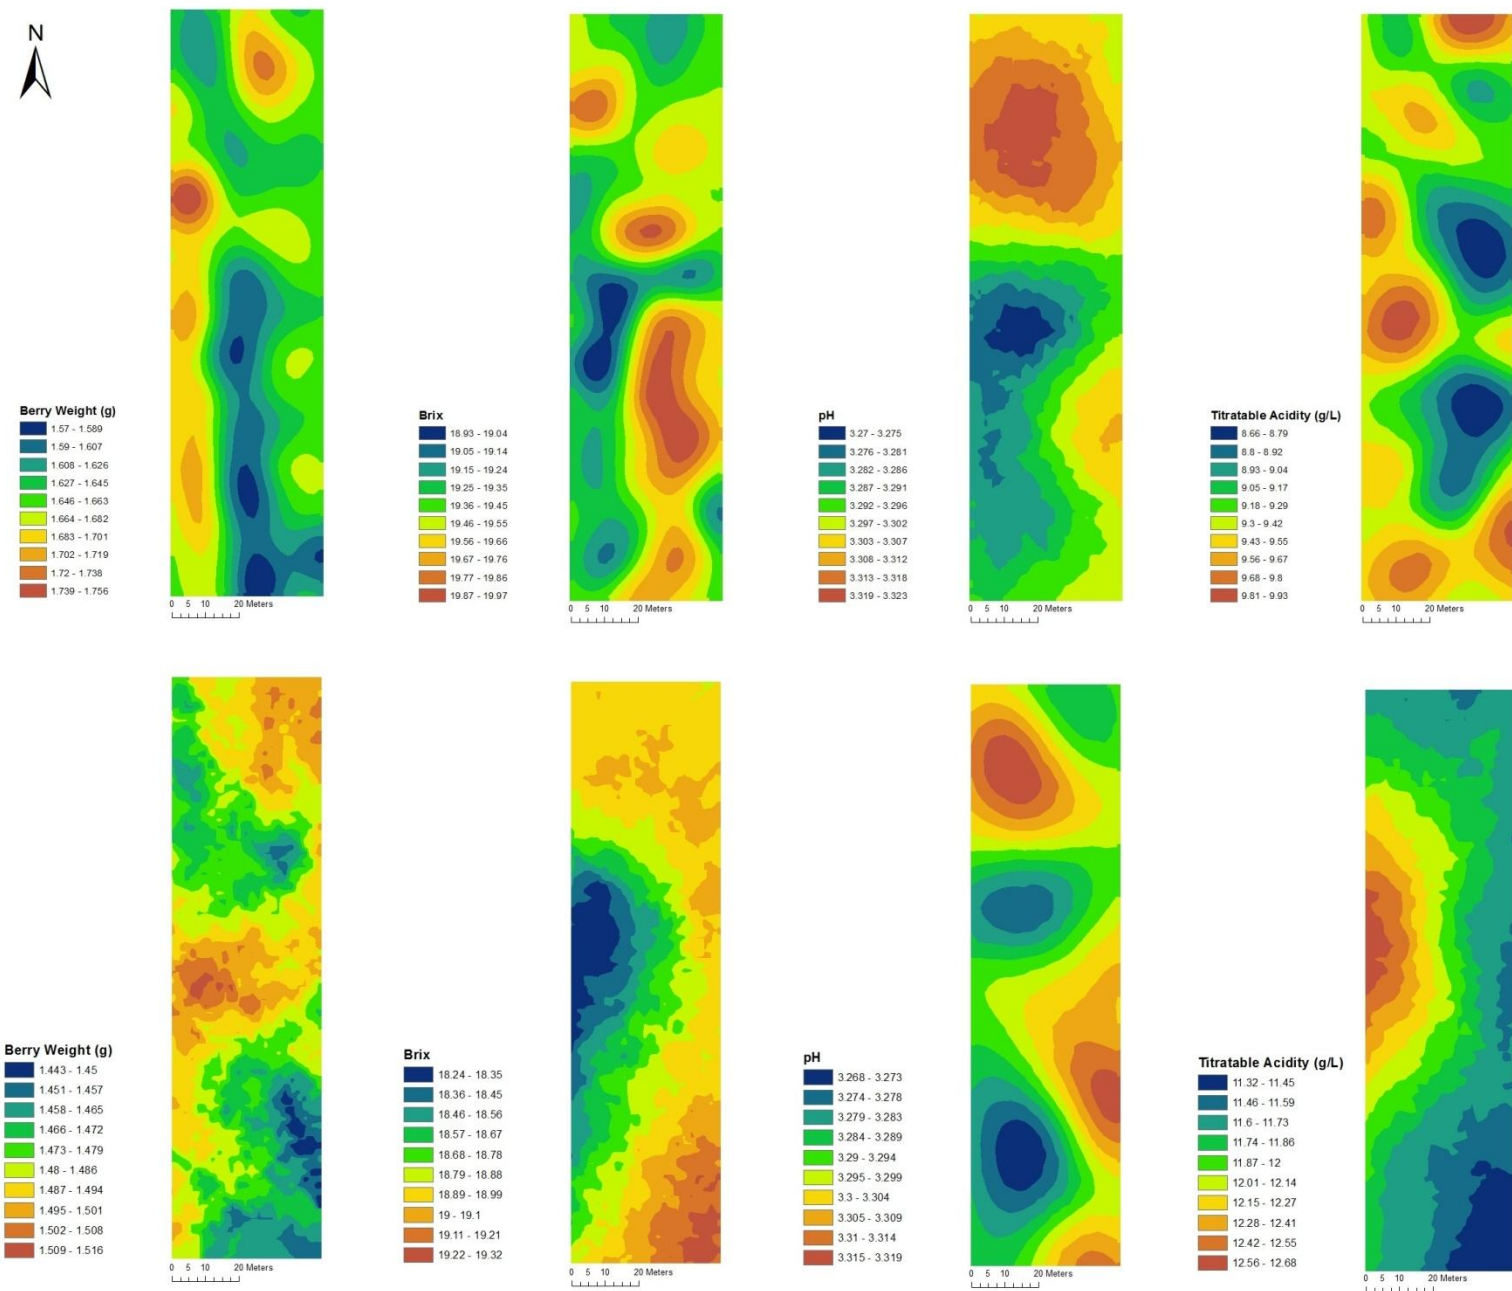 N
Berry Weight (g)
1.57 - 1.589
1.59 - 1.607
1.608 - 1.626
1.627 - 1.645
1.646 - 1.663
1.664 - 1.682
1.683 - 1.701
1.702 - 1.719
1.72 - 1.738
1.739 - 1.756
0 5 10 20 Meters
Brix
18.93 - 19.04
19.05 - 19.14
19.15 - 19.24
19.25 - 19.35
19.36 - 19.45
19.46 - 19.55
19.56 - 19.66
19.67 - 19.76
19.77 - 19.86
19.87 - 19.97
0 5 10 20 Meters
pH
3.27 - 3.275
3.276 - 3.281
3.282 - 3.286
3.287 - 3.291
3.292 - 3.296
3.297 - 3.302
3.303 - 3.307
3.308 - 3.312
3.313 - 3.318
3.319 - 3.323
0 5 10 20 Meters
Titratable Acidity (g/L)
8.66 - 8.79
8.8 - 8.92
8.93 - 9.04
9.05 - 9.17
9.18 - 9.29
9.3 - 9.42
9.43 - 9.55
9.56 - 9.67
9.68 - 9.8
9.81 - 9.93
0 5 10 20 Meters
Berry Weight (g)
1.443 - 1.45
1.451 - 1.457
1.458 - 1.465
1.466 - 1.472
1.473 - 1.479
1.48 - 1.486
1.487 - 1.494
1.495 - 1.501
1.502 - 1.508
1.509 - 1.516
0 5 10 20 Meters
Brix
18.24 - 18.35
18.36 - 18.45
18.46 - 18.56
18.57 - 18.67
18.68 - 18.78
18.79 - 18.88
18.89 - 18.99
19 - 19.1
19.11 - 19.21
19.22 - 19.32
0 5 10 20 Meters
pH
3.268 - 3.273
3.274 - 3.278
3.279 - 3.283
3.284 - 3.289
3.29 - 3.294
3.295 - 3.299
3.3 - 3.304
3.305 - 3.309
3.31 - 3.314
3.315 - 3.319
0 5 10 20 Meters
Titratable Acidity (g/L)
11.32 - 11.45
11.46 - 11.59
11.6 - 11.73
11.74 - 11.86
11.87 - 12
12.01 - 12.14
12.15 - 12.27
12.28 - 12.41
12.42 - 12.55
12.56 - 12.68
0 5 10 20 Meters